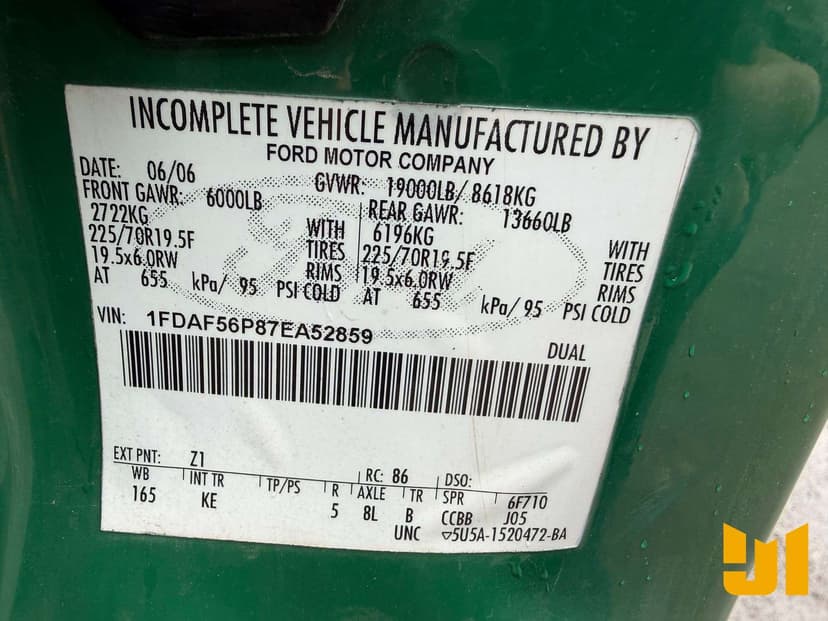 INCOMPLETE VEHICLE MANUFACTURED BY
FORD MOTOR COMPANY
DATE: 06/06 GVWR: 19000LB/ 8618KG
FRONT GAWR: 6000LB REAR GAWR: 13660LB
2722KG WITH 6196KG WITH
225/70R19.5F TIRES 225/70R19.5F TIRES
19.5x6.0RW RIMS 19.5x6.0RW RIMS
AT 655 kPa/ 95 PSI COLD AT 655 kPa/ 95 PSI COLD
VIN: 1FDAF56P87EA52859
DUAL
EXT PNT: Z1 RC: 86 DSO:
WB INT TR TP/PS R AXLE TR SPR 6F710
165 KE 5 8L B CCBB J05
UNC ▽5U5A-1520472-BA